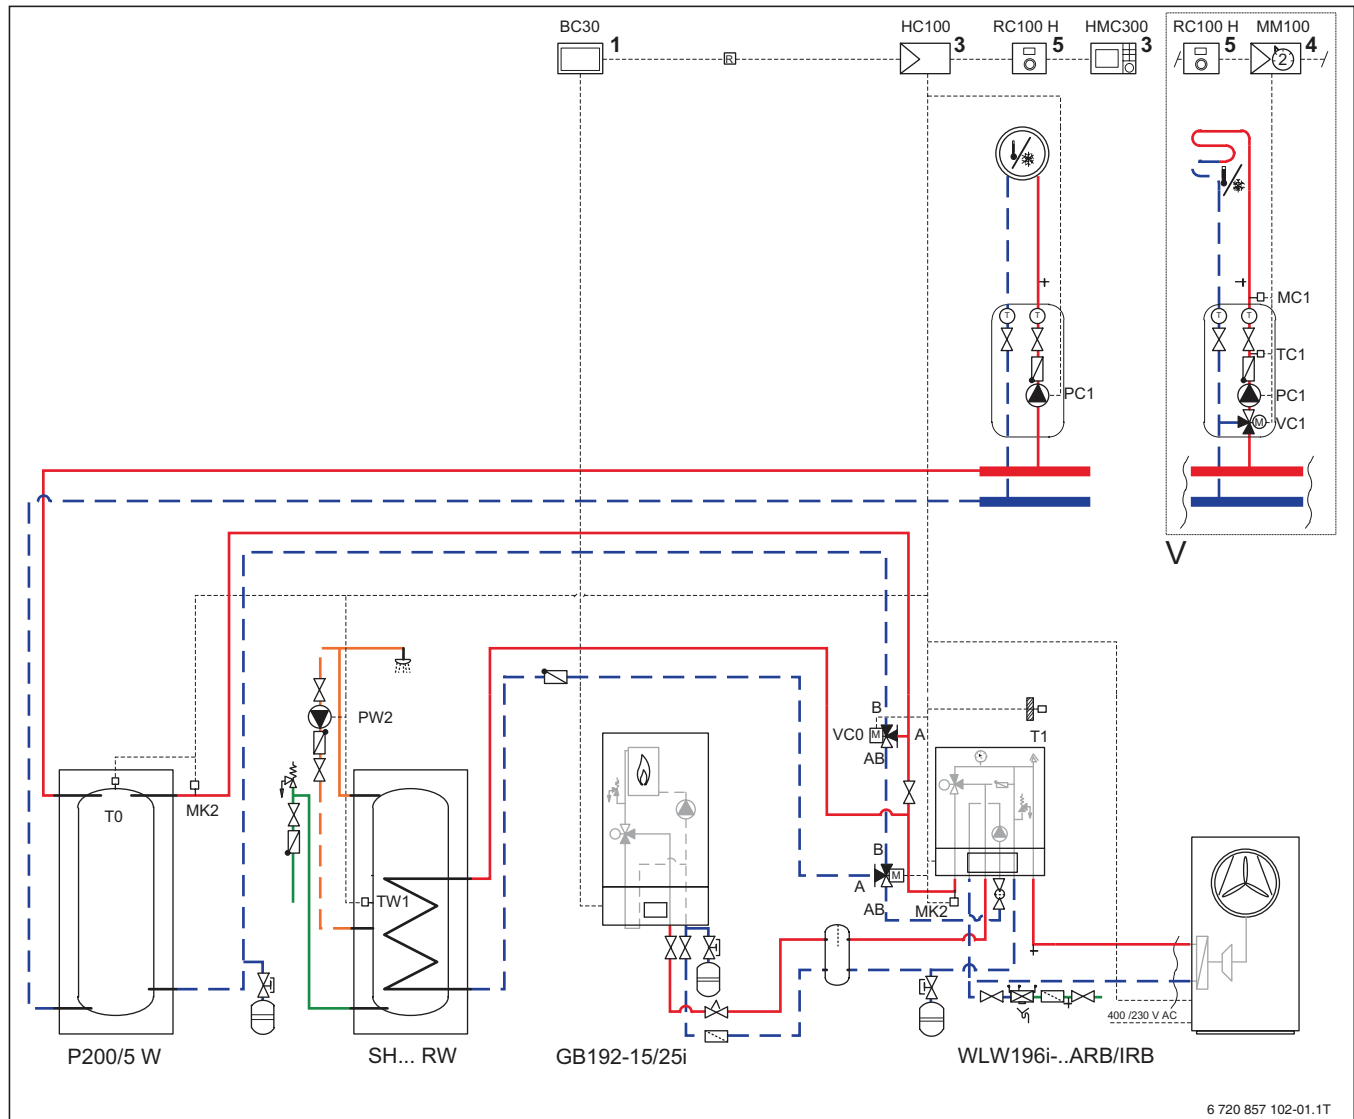 BC30
1
HC100
3
RC100 H
5
HMC300
3
RC100 H
5
MM100
4
R
2
T
T
PC1
T
T
MC1
TC1
PC1
M
VC1
V
PW2
B
VC0
M
A
AB
T1
T0
MK2
B
TW1
M
A
AB
MK2
400 /230 V AC
P200/5 W
SH... RW
GB192-15/25i
WLW196i-..ARB/IRB
6 720 857 102-01.1T